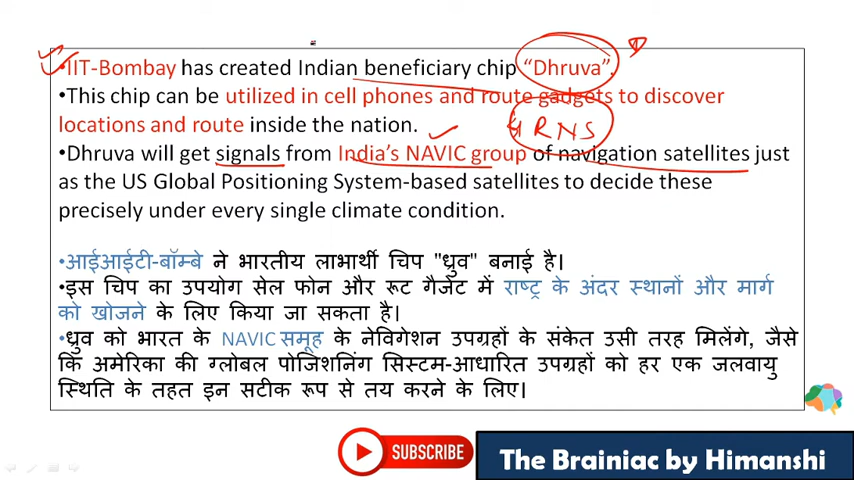 •IIT-Bombay has created Indian beneficiary chip “Dhruva”.
•This chip can be utilized in cell phones and route gadgets to discover
locations and route inside the nation.
RNS
•Dhruva will get signals from India’s NAVIC group of navigation satellites just
as the US Global Positioning System-based satellites to decide these
precisely under every single climate condition.
•आईआईटी-बॉम्बे ने भारतीय लाभार्थी चिप "ध्रुव" बनाई है।
•इस चिप का उपयोग सेल फोन और रूट गैजेट में राष्ट्र के अंदर स्थानों और मार्ग
को खोजने के लिए किया जा सकता है।
•ध्रुव को भारत के NAVIC समूह के नेविगेशन उपग्रहों के संकेत उसी तरह मिलेंगे, जैसे
कि अमेरिका की ग्लोबल पोजिशनिंग सिस्टम-आधारित उपग्रहों को हर एक जलवायु
स्थिति के तहत इन सटीक रूप से तय करने के लिए।
SUBSCRIBE
The Brainiac by Himanshi